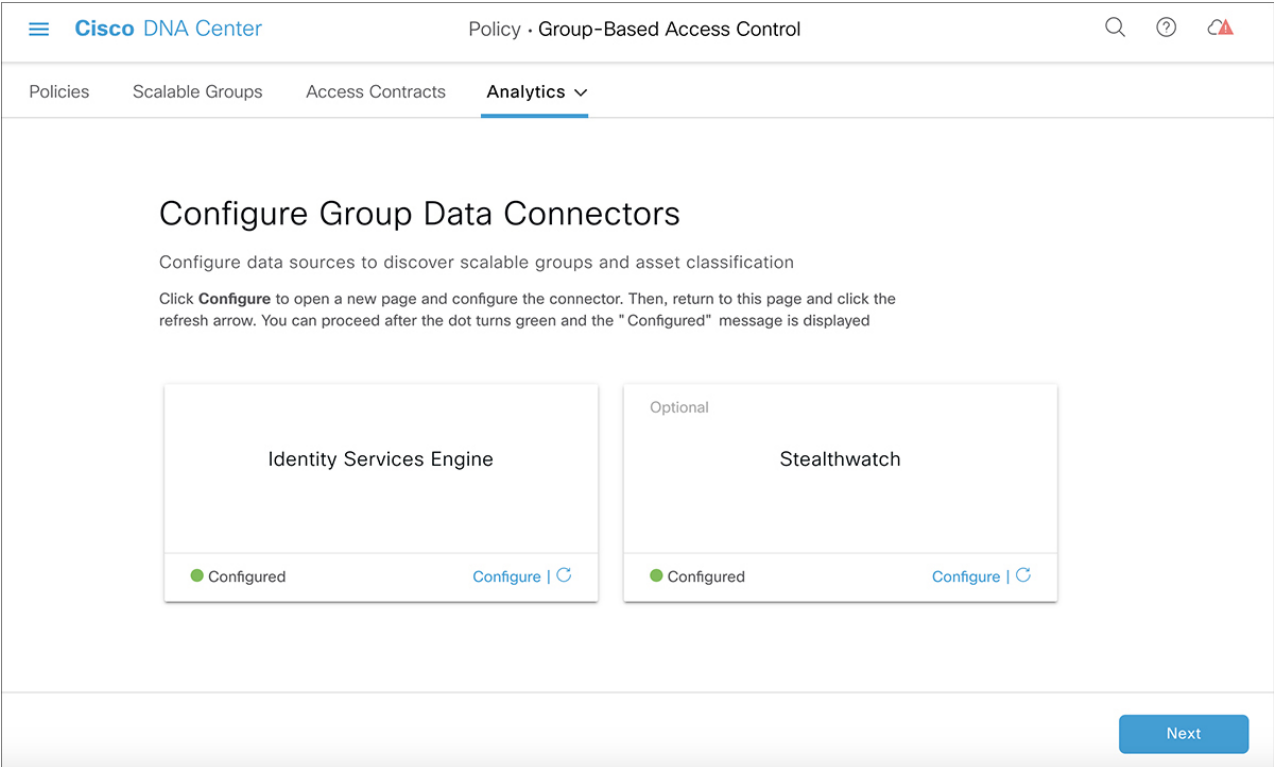 Cisco DNA Center
Policy · Group-Based Access Control
Policies
Scalable Groups
Access Contracts
Analytics
Configure Group Data Connectors
Configure data sources to discover scalable groups and asset classification
Click Configure to open a new page and configure the connector. Then, return to this page and click the
refresh arrow. You can proceed after the dot turns green and the "Configured" message is displayed
Identity Services Engine
Configured
Configure |
Optional
Stealthwatch
Configured
Configure |
Next